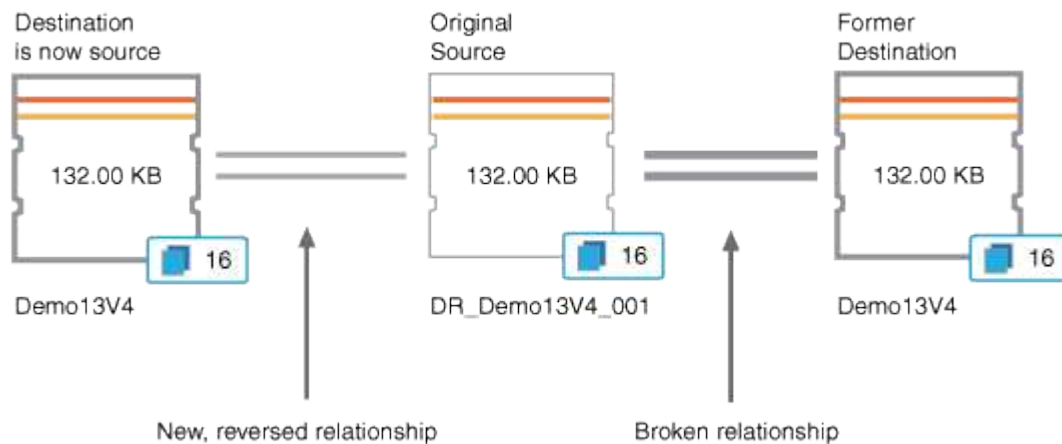 Destination
is now source
Original
Source
Former
Destination
132.00 KB
132.00 KB
132.00 KB
16
16
16
Demo13V4
DR_Demo13V4_001
Demo13V4
New, reversed relationship
Broken relationship